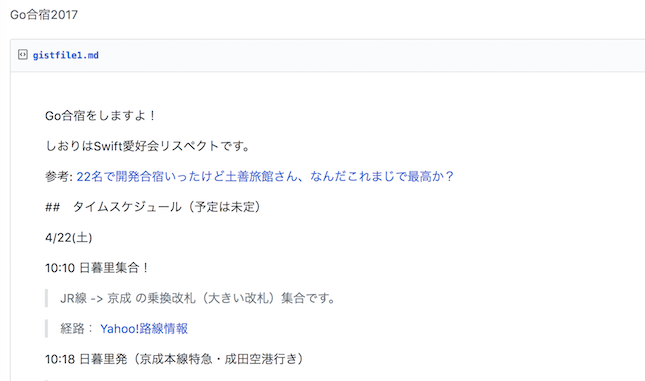 Go合宿2017
gistfile1.md
Go合宿をしますよ！
しおりはSwift愛好会リスペクトです。
参考: 22名で開発合宿いったけど土善旅館さん、なんだこれまじで最高か？
##　タイムスケジュール（予定は未定）
4/22(土)
10:10 日暮里集合！
JR線 -> 京成 の乗換改札（大きい改札）集合です。
経路： Yahoo!路線情報
10:18 日暮里発（京成本線特急・成田空港行き）